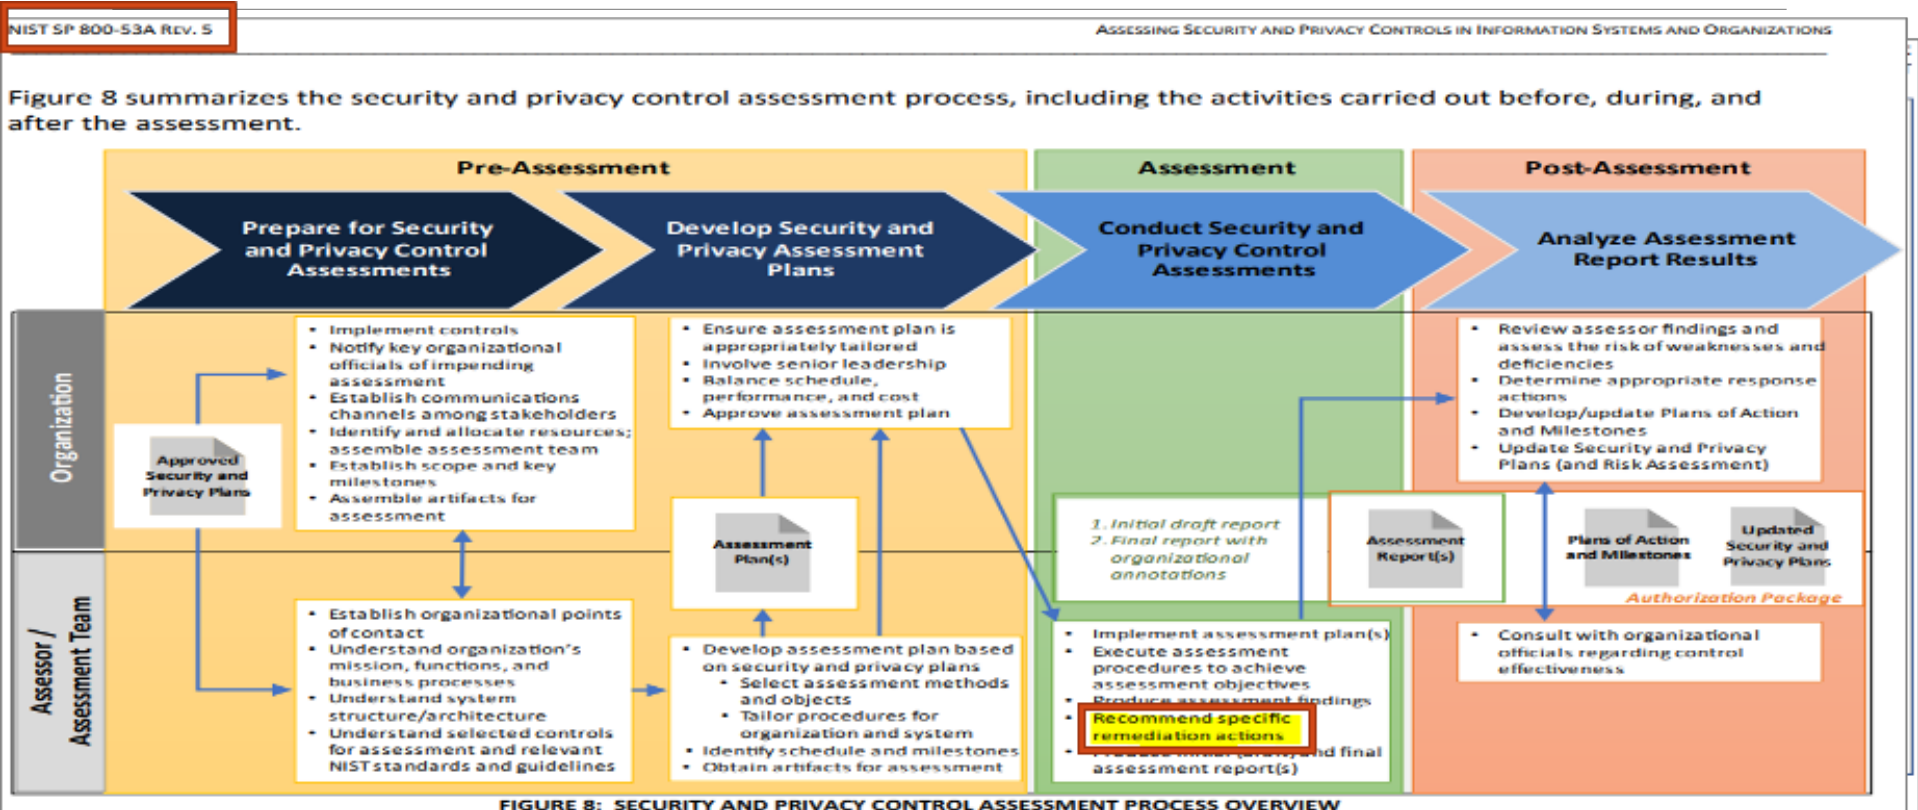 NIST SP 800-53A REV. 5
ASSESSING SECURITY AND PRIVACY CONTROLS IN INFORMATION SYSTEMS AND ORGANIZATIONS
Figure 8 summarizes the security and privacy control assessment process, including the activities carried out before, during, and
after the assessment.
Pre-Assessment
Assessment
Post-Assessment
Prepare for Security
and Privacy Control
Assessments
Develop Security and
Privacy Assessment
Plans
Conduct Security and
Privacy Control
Assessments
Analyze Assessment
Report Results
Organization
Approved
Security and
Privacy Plans
• Implement controls
• Notify key organizational
officials of impending
assessment
• Establish communications
channels among stakeholders
• Identify and allocate resources;
assemble assessment team
• Establish scope and key
milestones
• Assemble artifacts for
assessment
• Ensure assessment plan is
appropriately tailored
• Involve senior leadership
• Balance schedule,
performance, and cost
• Approve assessment plan
Assessment
Plan(s)
1. Initial draft report
2. Final report with
organizational
annotations
Assessment
Report(s)
• Review assessor findings and
assess the risk of weaknesses and
deficiencies
• Determine appropriate response
actions
• Develop/update Plans of Action
and Milestones
• Update Security and Privacy
Plans (and Risk Assessment)
Plans of Action
and Milestones
Updated
Security and
Privacy Plans
Authorization Package
Assessor /
Assessment Team
• Establish organizational points
of contact
• Understand organization's
mission, functions, and
business processes
• Understand system
structure/architecture
• Understand selected controls
for assessment and relevant
NIST standards and guidelines
• Develop assessment plan based
on security and privacy plans
• Select assessment methods
and objects
• Tailor procedures for
organization and system
• Identify schedule and milestones
• Obtain artifacts for assessment
• Implement assessment plan(s)
• Execute assessment
procedures to achieve
assessment objectives
• Produce assessment findings
• Recommend specific
remediation actions
• and final
assessment report(s)
• Consult with organizational
officials regarding control
effectiveness
FIGURE 8: SECURITY AND PRIVACY CONTROL ASSESSMENT PROCESS OVERVIEW